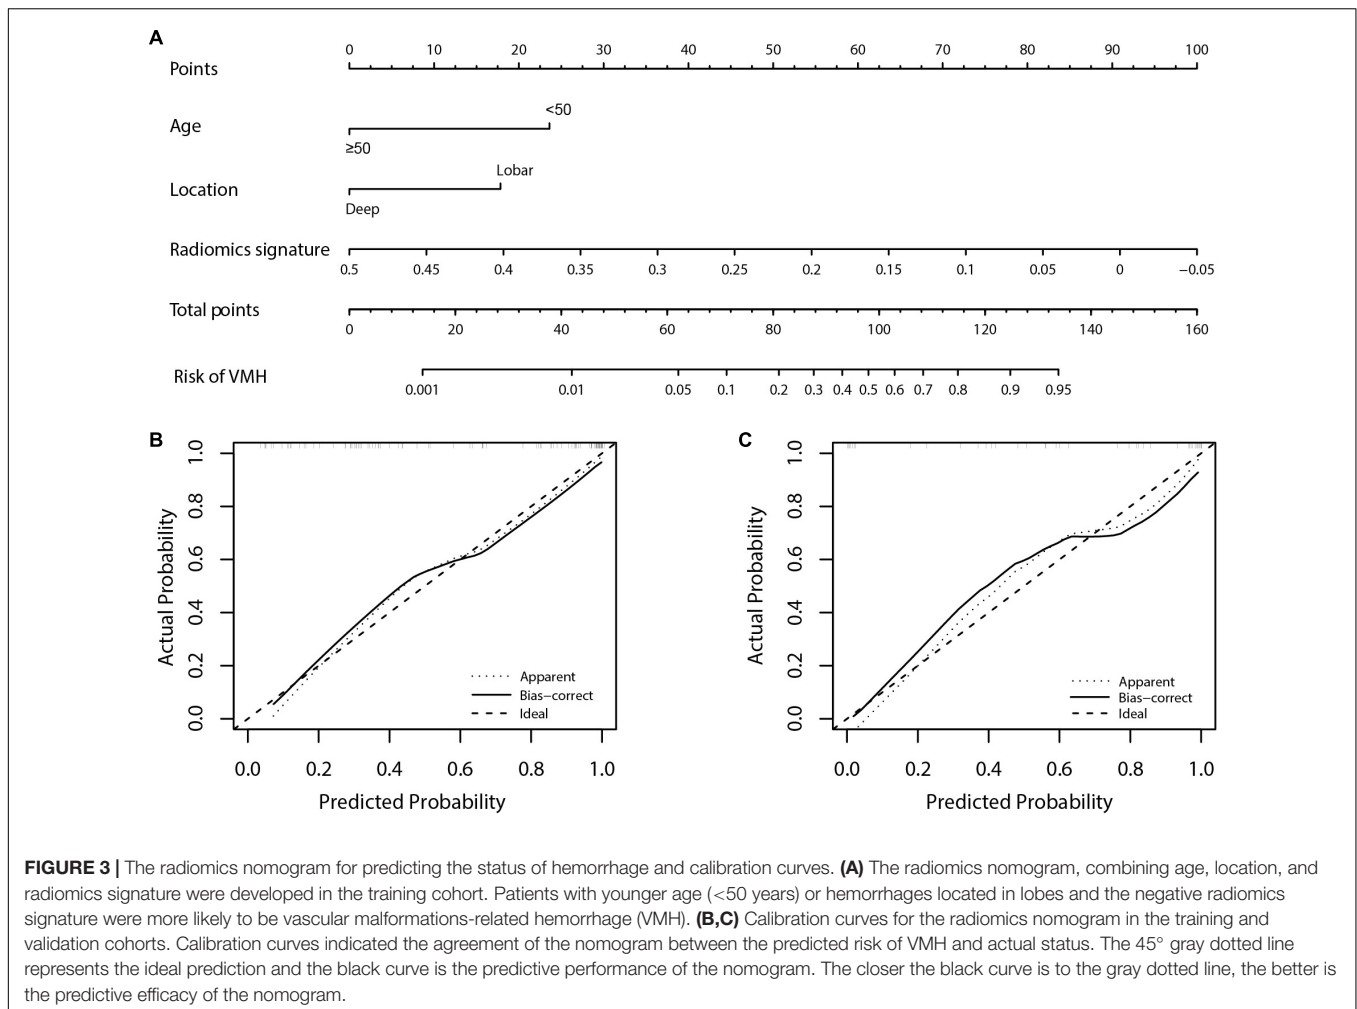 A
0 10 20 30 40 50 60 70 80 90 100
Points
<50
Age
≥50
Lobar
Location
Deep
Radiomics signature
0.5 0.45 0.4 0.35 0.3 0.25 0.2 0.15 0.1 0.05 0 −0.05
Total points
0 20 40 60 80 100 120 140 160
Risk of VMH
0.001 0.01 0.05 0.1 0.2 0.3 0.4 0.5 0.6 0.7 0.8 0.9 0.95
B
Actual Probability
1.0
0.8
0.6
0.4
0.2
0.0
Apparent
Bias−correct
Ideal
0.0 0.2 0.4 0.6 0.8 1.0
Predicted Probability
C
Actual Probability
1.0
0.8
0.6
0.4
0.2
0.0
Apparent
Bias−correct
Ideal
0.0 0.2 0.4 0.6 0.8 1.0
Predicted Probability
FIGURE 3 | The radiomics nomogram for predicting the status of hemorrhage and calibration curves. (A) The radiomics nomogram, combining age, location, and
radiomics signature were developed in the training cohort. Patients with younger age (<50 years) or hemorrhages located in lobes and the negative radiomics
signature were more likely to be vascular malformations-related hemorrhage (VMH). (B,C) Calibration curves for the radiomics nomogram in the training and
validation cohorts. Calibration curves indicated the agreement of the nomogram between the predicted risk of VMH and actual status. The 45° gray dotted line
represents the ideal prediction and the black curve is the predictive performance of the nomogram. The closer the black curve is to the gray dotted line, the better is
the predictive efficacy of the nomogram.